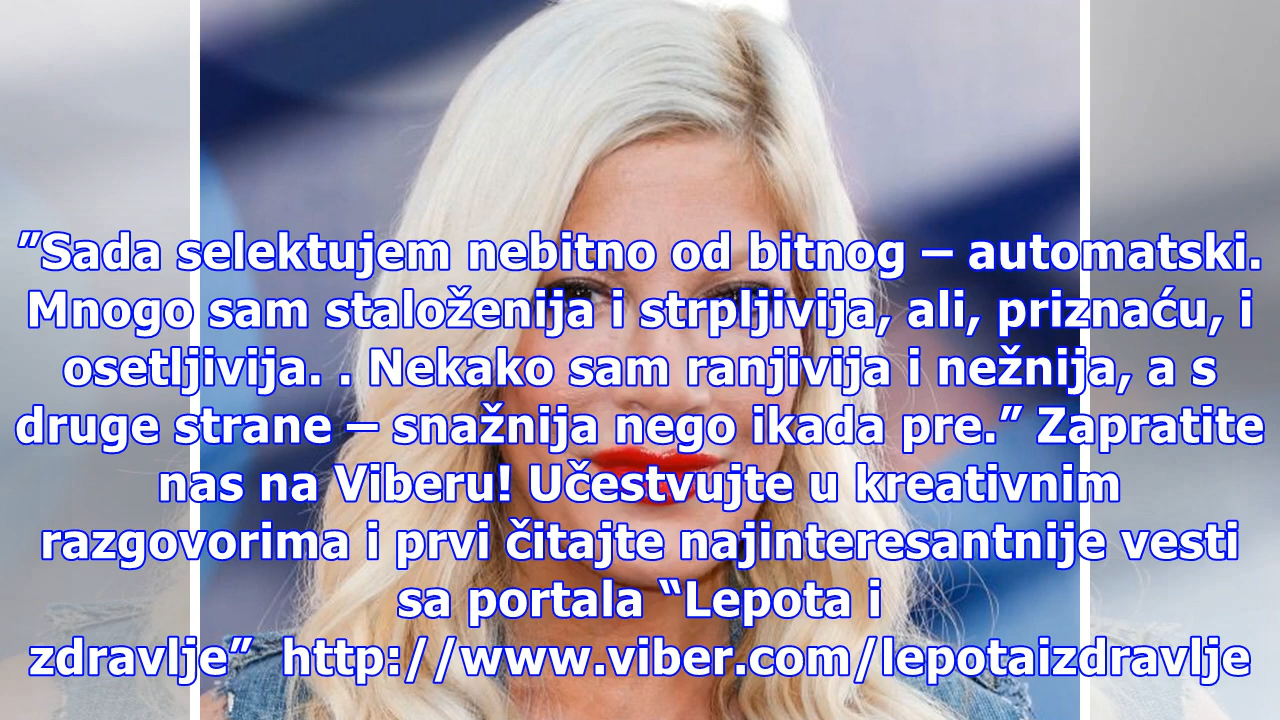 ”Sada selektujem nebitno od bitnog – automatski.
Mnogo sam staloženija i strpljivija, ali, priznaću, i
osetljivija. . Nekako sam ranjivija i nežnija, a s
druge strane – snažnija nego ikada pre.” Zapratite
nas na Viberu! Učestvujte u kreativnim
razgovorima i prvi čitajte najinteresantnije vesti
sa portala “Lepota i
zdravlje”  http://www.viber.com/lepotaizdravlje